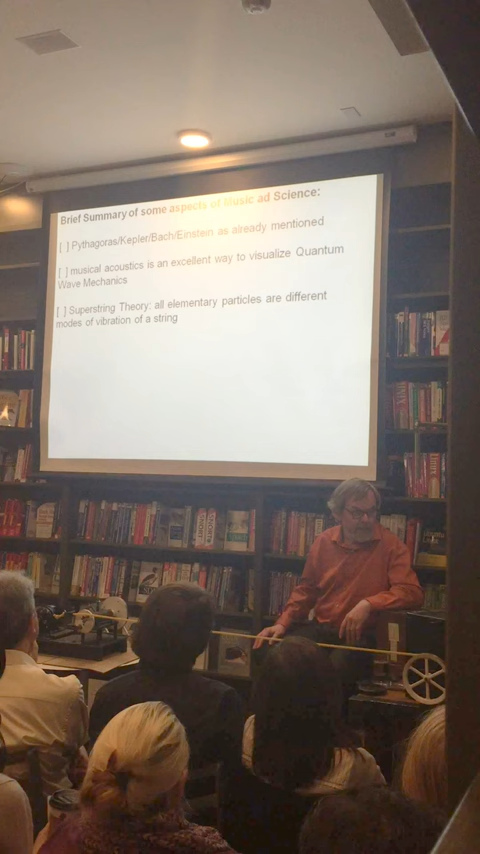 Brief Summary of some aspects of Music ad Science:
[ ] Pythagoras/Kepler/Bach/Einstein as already mentioned
[ ] musical acoustics is an excellent way to visualize Quantum
Wave Mechanics
[ ] Superstring Theory: all elementary particles are different
modes of vibration of a string